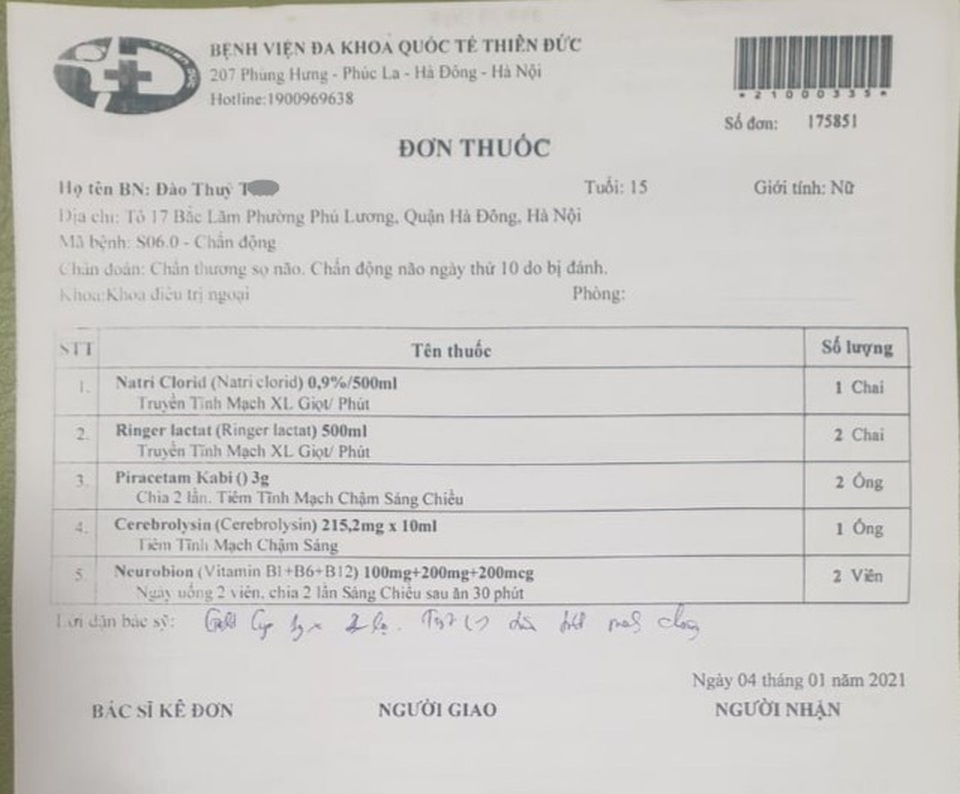 BỆNH VIỆN ĐA KHOA QUỐC TẾ THIÊN ĐỨC
207 Phùng Hưng - Phúc La - Hà Đông - Hà Nội
Hotline:1900969638
*21000335*
Số đơn: 175851
ĐƠN THUỐC
Họ tên BN: Đào Thuỳ T
Tuổi: 15
Giới tính: Nữ
Địa chỉ: Tổ 17 Bắc Lãm Phường Phú Lương, Quận Hà Đông, Hà Nội
Mã bệnh: S06.0 - Chấn động
Chẩn đoán: Chấn thương sọ não. Chấn động não ngày thứ 10 do bị đánh.
Khoa:Khoa điều trị ngoại
Phòng:
STT Tên thuốc Số lượng
1. Natri Clorid (Natri clorid) 0,9%/500ml 1 Chai
Truyền Tĩnh Mạch XL Giọt/ Phút
2. Ringer lactat (Ringer lactat) 500ml 2 Chai
Truyền Tĩnh Mạch XL Giọt/ Phút
3. Piracetam Kabi () 3g 2 Ống
Chia 2 lần. Tiêm Tĩnh Mạch Chậm Sáng Chiều
4. Cerebrolysin (Cerebrolysin) 215,2mg x 10ml 1 Ống
Tiêm Tĩnh Mạch Chậm Sáng
5. Neurobion (Vitamin B1+B6+B12) 100mg+200mg+200mcg 2 Viên
Ngày uống 2 viên, chia 2 lần Sáng Chiều sau ăn 30 phút
Lời dặn bác sỹ:
Ngày 04 tháng 01 năm 2021
BÁC SĨ KÊ ĐƠN
NGƯỜI GIAO
NGƯỜI NHẬN